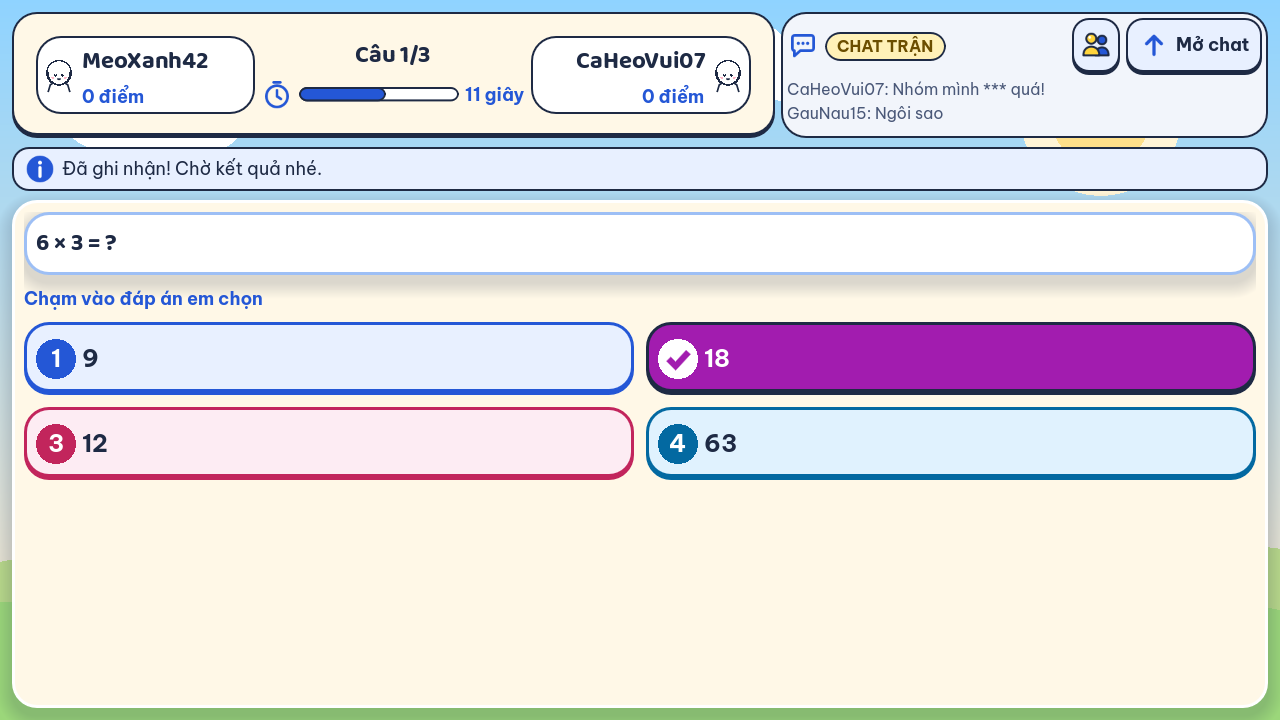 MeoXanh42
0 điểm
Câu 1/3
11 giây
CaHeoVui07
0 điểm
CHAT TRẬN
Mở chat
CaHeoVui07: Nhóm mình *** quá!
GauNau15: Ngôi sao
Đã ghi nhận! Chờ kết quả nhé.
6 × 3 = ?
Chạm vào đáp án em chọn
1 9
18
3 12
4 63